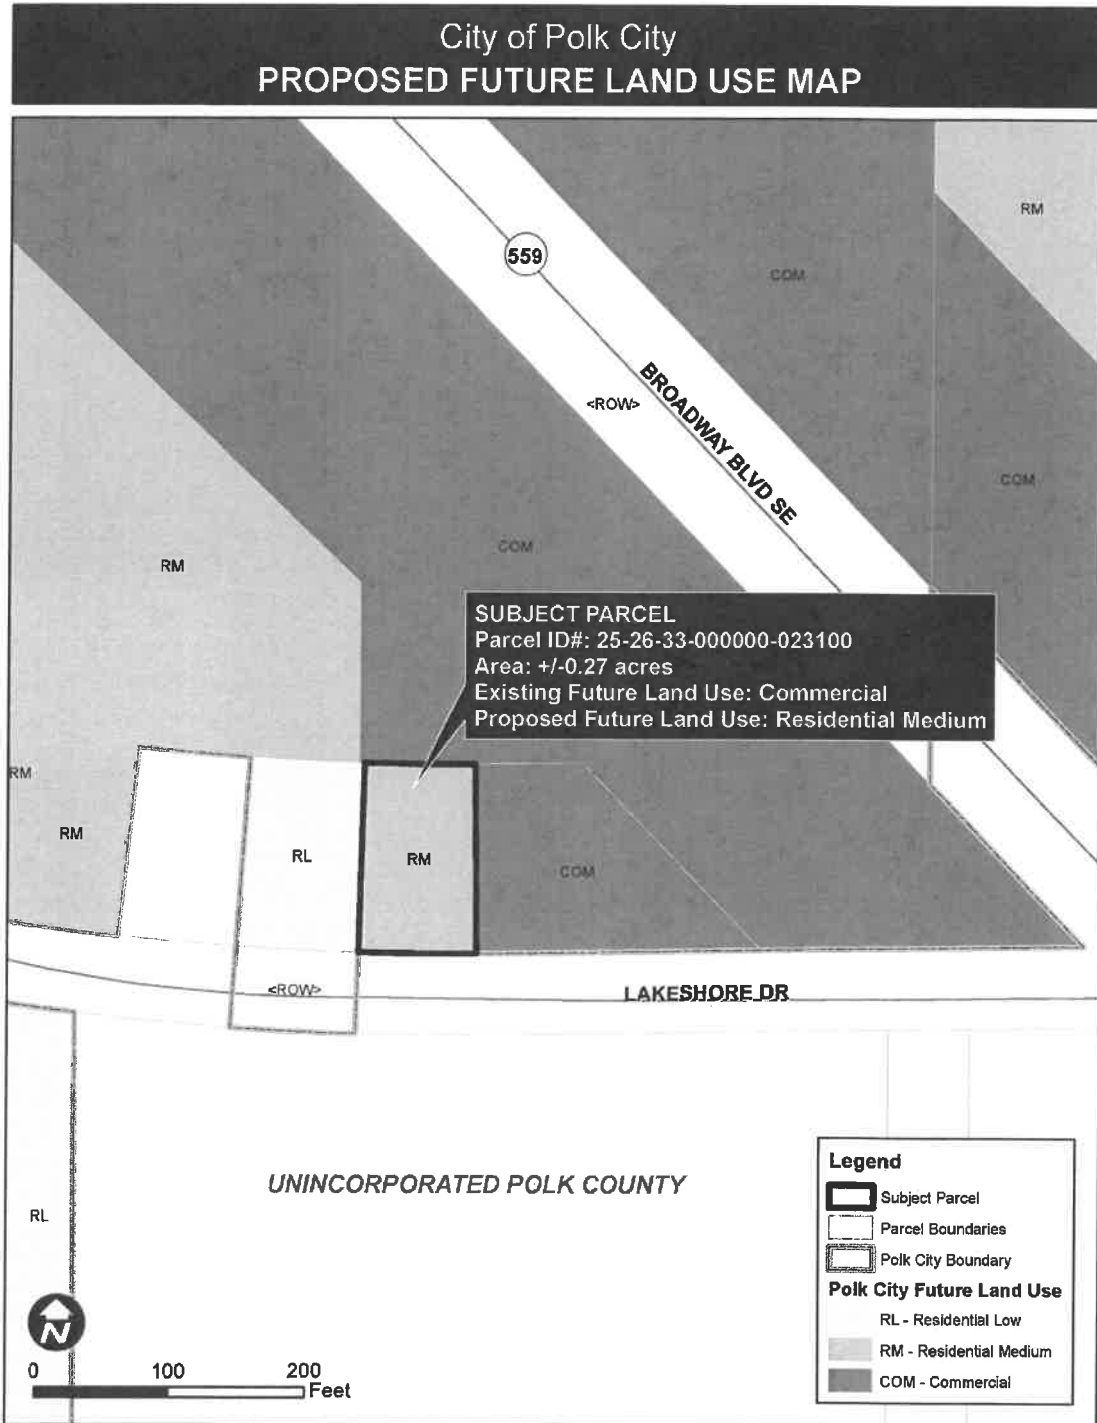 City of Polk City
PROPOSED FUTURE LAND USE MAP
RM
559
COM
BROADWAY BLVD SE
<ROW>
COM
COM
RM
SUBJECT PARCEL
Parcel ID#: 25-26-33-000000-023100
Area: +/-0.27 acres
Existing Future Land Use: Commercial
Proposed Future Land Use: Residential Medium
RM
RM
RL
RM
COM
<ROW>
LAKESHORE DR
UNINCORPORATED POLK COUNTY
RL
N
0 100 200
Feet
Legend
Subject Parcel
Parcel Boundaries
Polk City Boundary
Polk City Future Land Use
RL - Residential Low
RM - Residential Medium
COM - Commercial